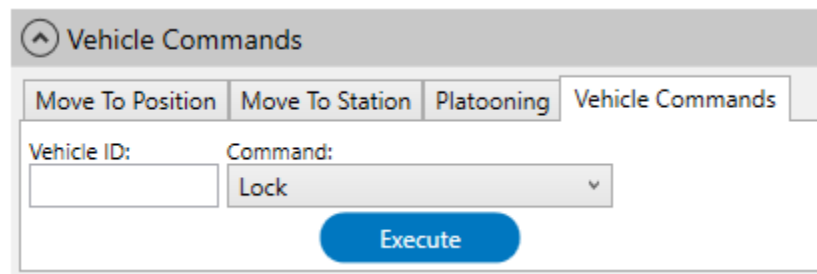 Vehicle Commands
Move To Position Move To Station Platooning Vehicle Commands
Vehicle ID: Command:
Lock
Execute